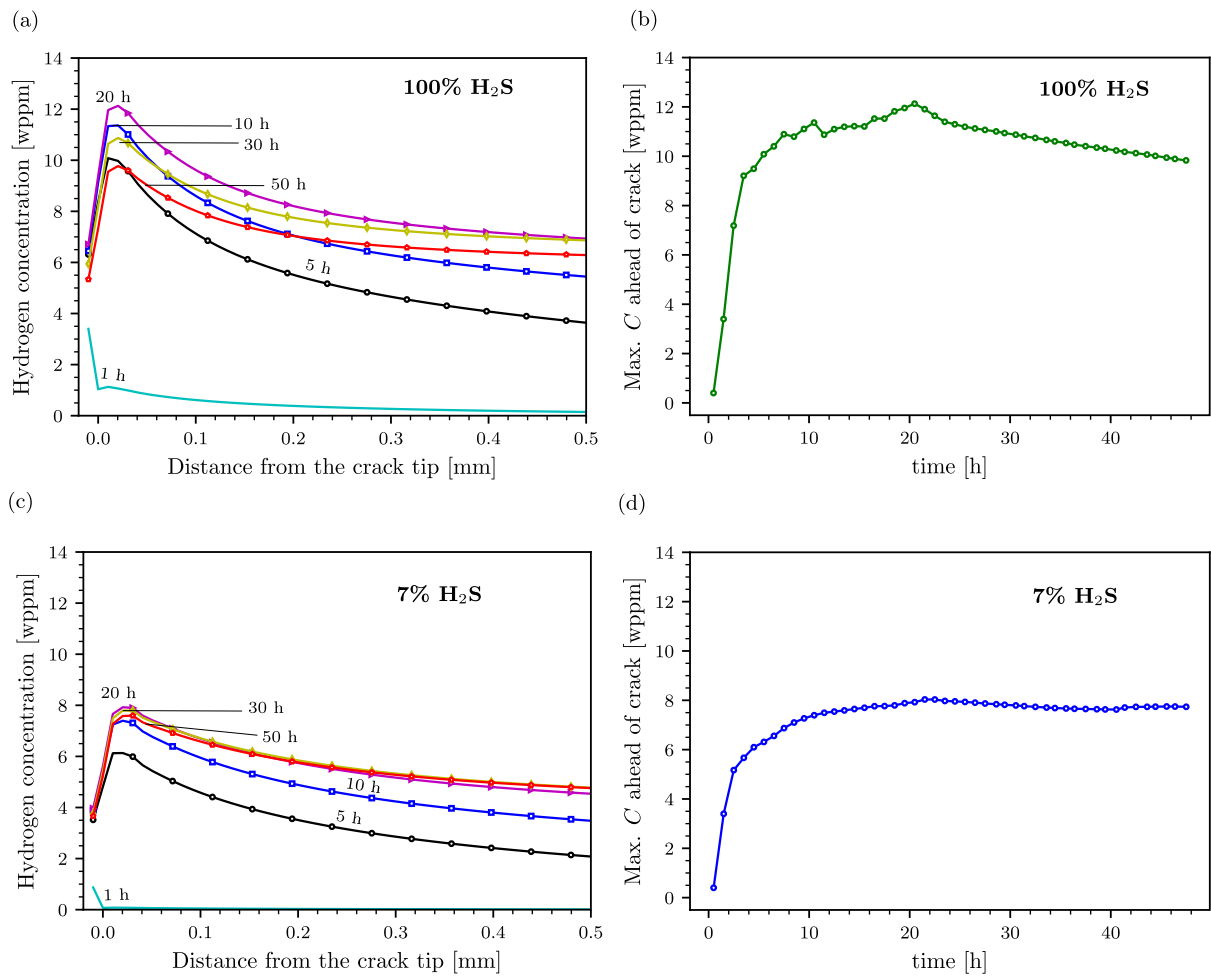 (a)
(b)
14
12
10
8
6
4
2
0
Hydrogen concentration [wppm]
100% H₂S
20 h
10 h
30 h
50 h
5 h
1 h
0.0 0.1 0.2 0.3 0.4 0.5
Distance from the crack tip [mm]
14
12
10
8
6
4
2
0
Max. C ahead of crack [wppm]
100% H₂S
0 10 20 30 40
time [h]
(c)
(d)
14
12
10
8
6
4
2
0
Hydrogen concentration [wppm]
7% H₂S
20 h
30 h
50 h
10 h
5 h
1 h
0.0 0.1 0.2 0.3 0.4 0.5
Distance from the crack tip [mm]
14
12
10
8
6
4
2
0
Max. C ahead of crack [wppm]
7% H₂S
0 10 20 30 40
time [h]